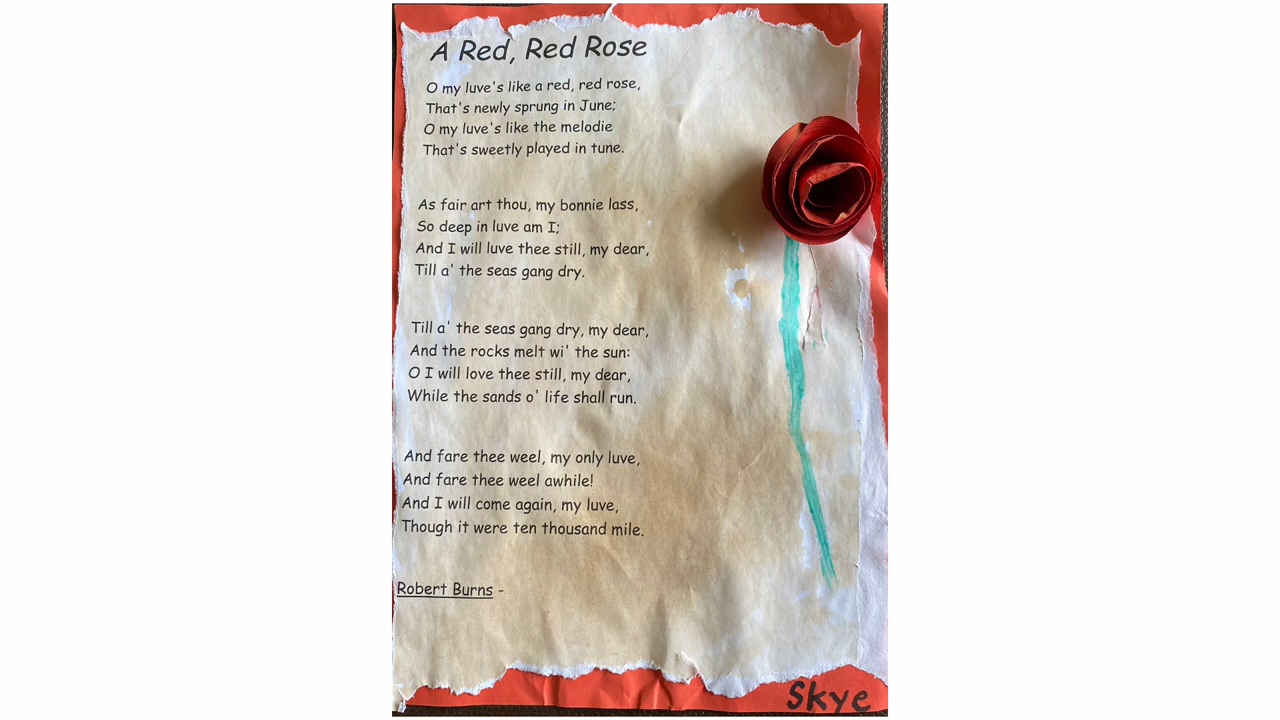 A Red, Red Rose
O my luve's like a red, red rose,
That's newly sprung in June;
O my luve's like the melodie
That's sweetly played in tune.
As fair art thou, my bonnie lass,
So deep in luve am I;
And I will luve thee still, my dear,
Till a' the seas gang dry.
Till a' the seas gang dry, my dear,
And the rocks melt wi' the sun:
O I will love thee still, my dear,
While the sands o' life shall run.
And fare thee weel, my only luve,
And fare thee weel awhile!
And I will come again, my luve,
Though it were ten thousand mile.
Robert Burns -
Skye